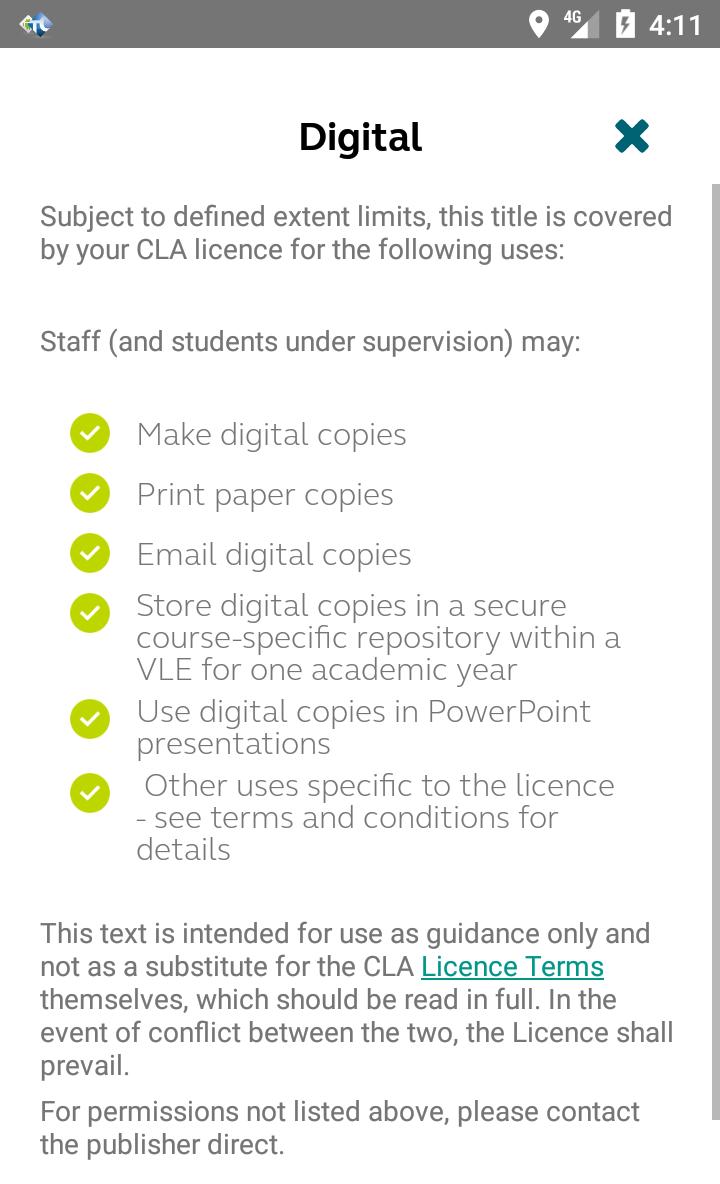 4G 4:11
Digital
Subject to defined extent limits, this title is covered
by your CLA licence for the following uses:
Staff (and students under supervision) may:
Make digital copies
Print paper copies
Email digital copies
Store digital copies in a secure
course-specific repository within a
VLE for one academic year
Use digital copies in PowerPoint
presentations
Other uses specific to the licence
- see terms and conditions for
details
This text is intended for use as guidance only and
not as a substitute for the CLA Licence Terms
themselves, which should be read in full. In the
event of conflict between the two, the Licence shall
prevail.
For permissions not listed above, please contact
the publisher direct.